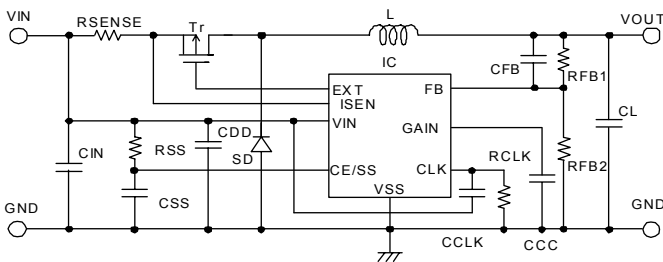 VIN
RSENSE
Tr
L
VOUT
IC
CFB
RFB1
EXT
ISEN
FB
VIN
GAIN
CL
CIN
RSS
CDD
SD
CE/SS
CLK
RCLK
RFB2
CSS
VSS
GND
GND
CCLK
CCC